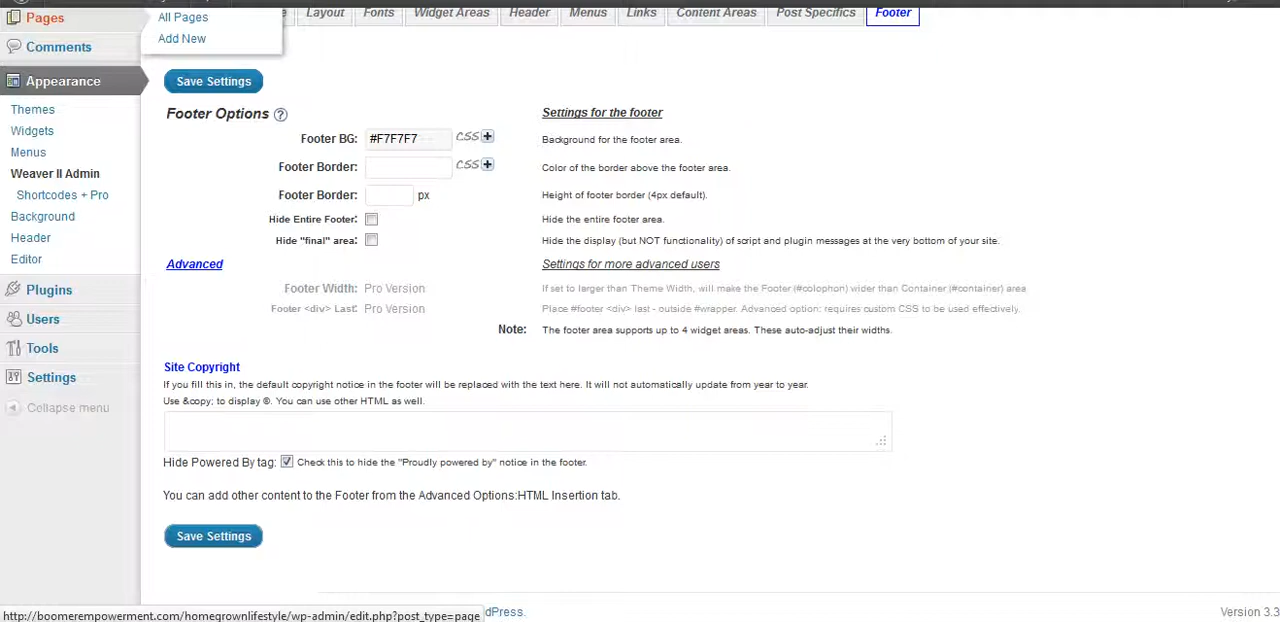 Pages
All Pages
Add New
Layout
Fonts
Widget Areas
Header
Menus
Links
Content Areas
Post Specifics
Footer
Comments
Appearance
Themes
Widgets
Menus
Weaver II Admin
Shortcodes + Pro
Background
Header
Editor
Plugins
Users
Tools
Settings
Collapse menu
Save Settings
Footer Options ?
Settings for the footer
Footer BG: #F7F7F7 CSS+ Background for the footer area.
Footer Border: CSS+ Color of the border above the footer area.
Footer Border: px Height of footer border (4px default).
Hide Entire Footer: Hide the entire footer area.
Hide "final" area: Hide the display (but NOT functionality) of script and plugin messages at the very bottom of your site.
Advanced Settings for more advanced users
Footer Width: Pro Version If set to larger than Theme Width, will make the Footer (#colophon) wider than Container (#container) area
Footer <div> Last: Pro Version Place #footer <div> last - outside #wrapper. Advanced option: requires custom CSS to be used effectively.
Note: The footer area supports up to 4 widget areas. These auto-adjust their widths.
Site Copyright
If you fill this in, the default copyright notice in the footer will be replaced with the text here. It will not automatically update from year to year.
Use &copy; to display ®. You can use other HTML as well.
Hide Powered By tag: Check this to hide the "Proudly powered by" notice in the footer.
You can add other content to the Footer from the Advanced Options:HTML Insertion tab.
Save Settings
http://boomerempowerment.com/homegrownlifestyle/wp-admin/edit.php?post_type=page
dPress.
Version 3.3